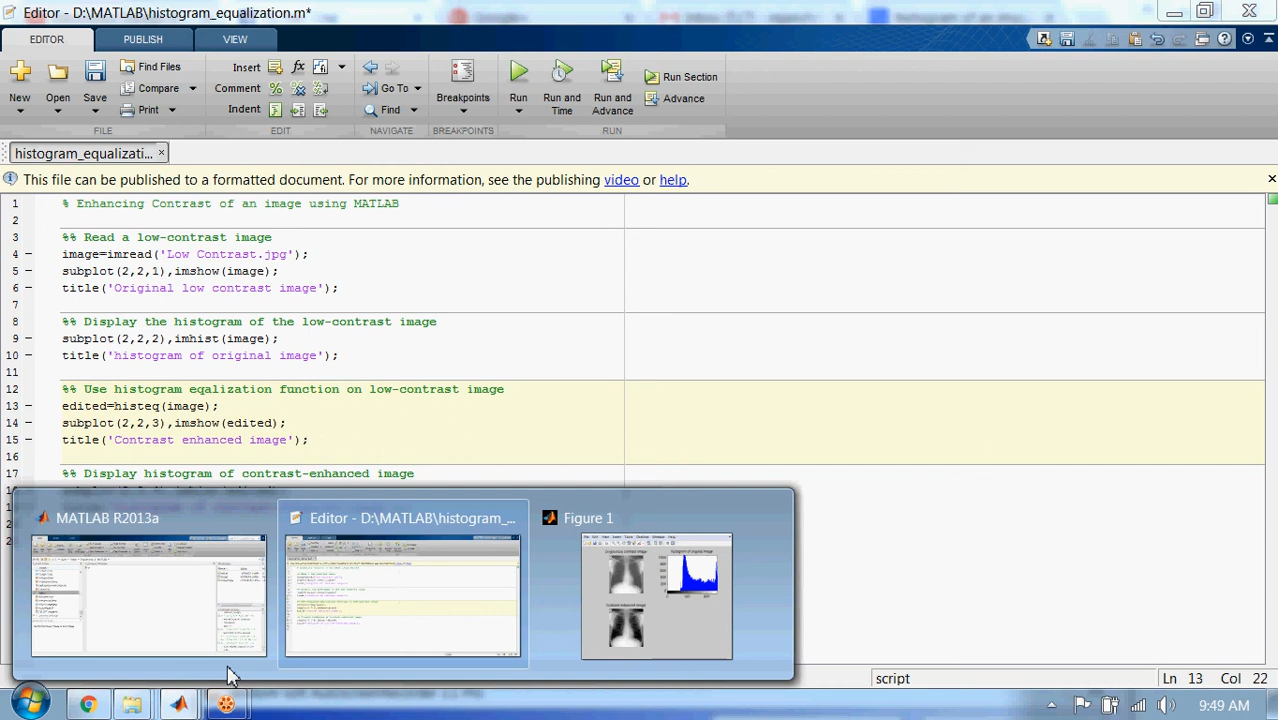 Editor - D:\MATLAB\histogram_equalization.m*
EDITOR PUBLISH VIEW
New Open Save Find Files Compare Print
Insert Comment Indent
Go To Find
Breakpoints
Run Run and Time Run and Advance Run Section Advance
FILE EDIT NAVIGATE BREAKPOINTS RUN
histogram_equalizati... ×
This file can be published to a formatted document. For more information, see the publishing video or help.
1 % Enhancing Contrast of an image using MATLAB
2
3 %% Read a low-contrast image
4 – image=imread('Low Contrast.jpg');
5 – subplot(2,2,1),imshow(image);
6 – title('Original low contrast image');
7
8 %% Display the histogram of the low-contrast image
9 – subplot(2,2,2),imhist(image);
10 – title('histogram of original image');
11
12 %% Use histogram eqalization function on low-contrast image
13 – edited=histeq(image);
14 – subplot(2,2,3),imshow(edited);
15 – title('Contrast enhanced image');
16
17 %% Display histogram of contrast-enhanced image
MATLAB R2013a
Editor - D:\MATLAB\histogram_...
Figure 1
script Ln 13 Col 22
9:49 AM